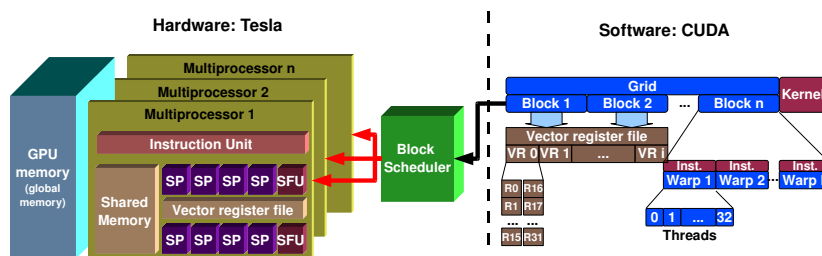 Hardware: Tesla
Software: CUDA
Multiprocessor n
Multiprocessor 2
Multiprocessor 1
Instruction Unit
GPU
memory
(global
memory)
Shared
Memory
SP SP SP SP SFU
Vector register file
SP SP SP SP SFU
Block
Scheduler
Grid
Kernel
Block 1 Block 2 ... Block n
Vector register file
VR 0 VR 1 ... VR i
R0 R16
R1 R17
... ...
R15 R31
Inst. Inst. Inst.
Warp 1 Warp 2 ... Warp
0 1 ... 32
Threads